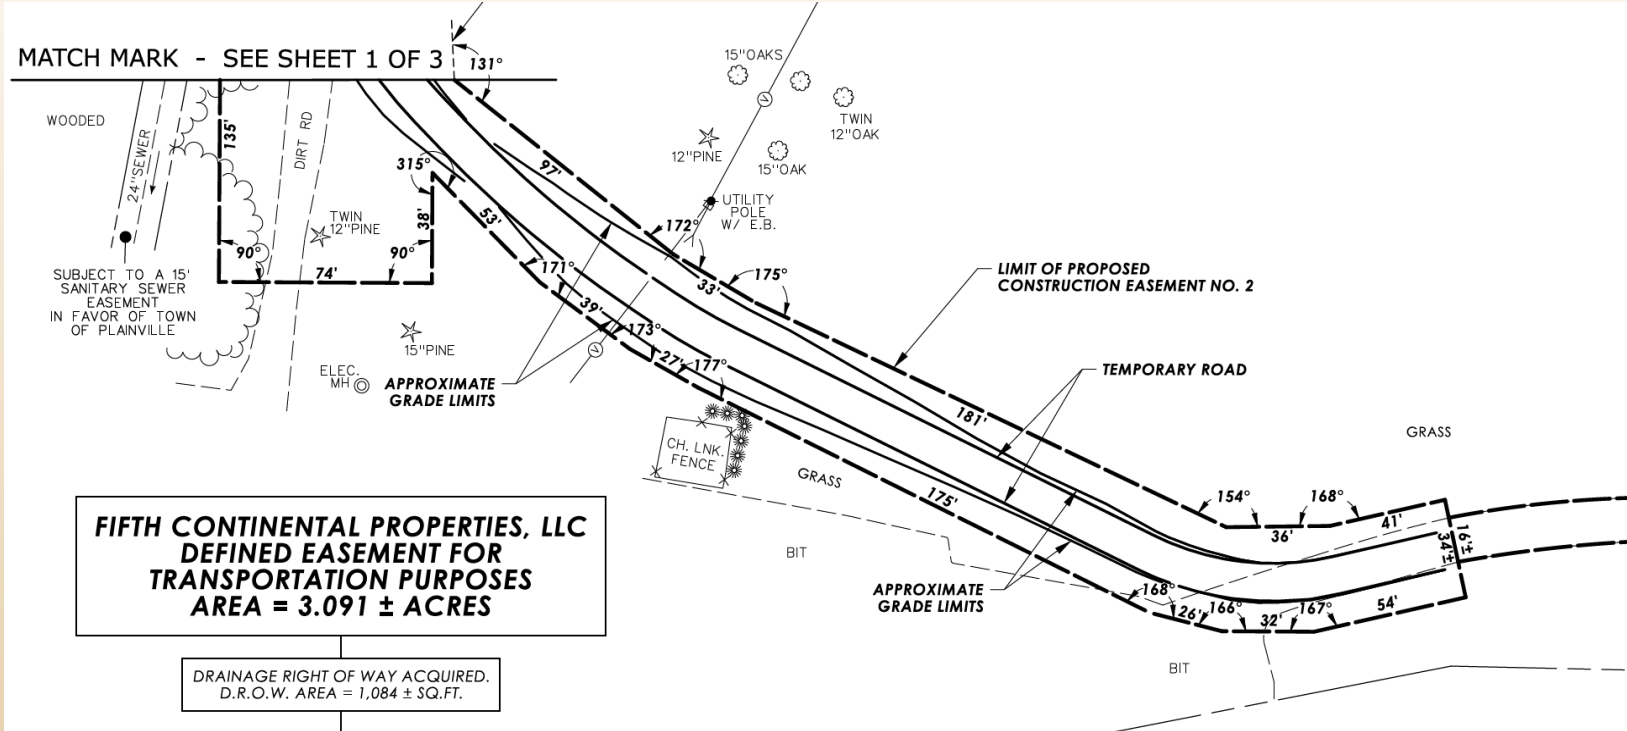 MATCH MARK - SEE SHEET 1 OF 3
131°
WOODED
24"SEWER
135'
DIRT RD
315°
97'
15"OAKS
TWIN
12"OAK
12"PINE
15"OAK
UTILITY
POLE
W/ E.B.
172°
TWIN
12"PINE
38'
53'
90°
90°
74'
171°
33'
175°
SUBJECT TO A 15'
SANITARY SEWER
EASEMENT
IN FAVOR OF TOWN
OF PLAINVILLE
LIMIT OF PROPOSED
CONSTRUCTION EASEMENT NO. 2
39'
173°
15"PINE
27'
177°
ELEC.
MH
APPROXIMATE
GRADE LIMITS
TEMPORARY ROAD
181'
GRASS
CH. LNK.
FENCE
GRASS
175'
BIT
154°
168°
36'
41'
16'±
34'±
APPROXIMATE
GRADE LIMITS
168°
26'
166°
32'
167°
54'
BIT
FIFTH CONTINENTAL PROPERTIES, LLC
DEFINED EASEMENT FOR
TRANSPORTATION PURPOSES
AREA = 3.091 ± ACRES
DRAINAGE RIGHT OF WAY ACQUIRED.
D.R.O.W. AREA = 1,084 ± SQ.FT.
V
V